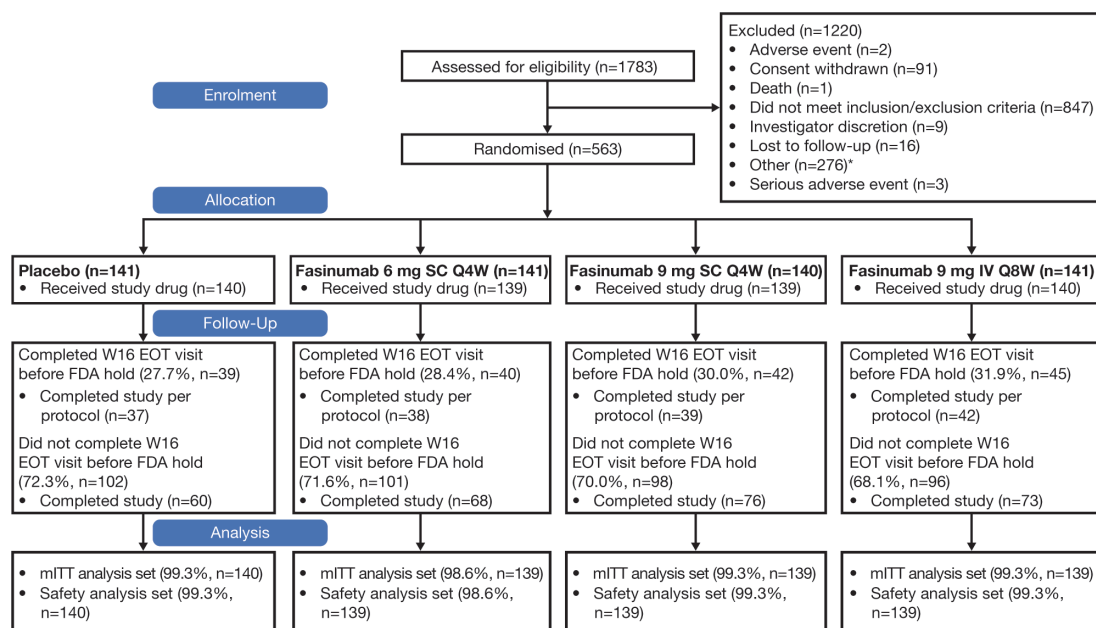 Enrolment
Assessed for eligibility (n=1783)
Excluded (n=1220)
• Adverse event (n=2)
• Consent withdrawn (n=91)
• Death (n=1)
• Did not meet inclusion/exclusion criteria (n=847)
• Investigator discretion (n=9)
• Lost to follow-up (n=16)
• Other (n=276)*
• Serious adverse event (n=3)
Randomised (n=563)
Allocation
Placebo (n=141)
• Received study drug (n=140)
Fasinumab 6 mg SC Q4W (n=141)
• Received study drug (n=139)
Fasinumab 9 mg SC Q4W (n=140)
• Received study drug (n=139)
Fasinumab 9 mg IV Q8W (n=141)
• Received study drug (n=140)
Follow-Up
Completed W16 EOT visit
before FDA hold (27.7%, n=39)
• Completed study per
protocol (n=37)
Did not complete W16
EOT visit before FDA hold
(72.3%, n=102)
• Completed study (n=60)
Completed W16 EOT visit
before FDA hold (28.4%, n=40)
• Completed study per
protocol (n=38)
Did not complete W16
EOT visit before FDA hold
(71.6%, n=101)
• Completed study (n=68)
Completed W16 EOT visit
before FDA hold (30.0%, n=42)
• Completed study per
protocol (n=39)
Did not complete W16
EOT visit before FDA hold
(70.0%, n=98)
• Completed study (n=76)
Completed W16 EOT visit
before FDA hold (31.9%, n=45)
• Completed study per
protocol (n=42)
Did not complete W16
EOT visit before FDA hold
(68.1%, n=96)
• Completed study (n=73)
Analysis
• mITT analysis set (99.3%, n=140)
• Safety analysis set (99.3%,
n=140)
• mITT analysis set (98.6%, n=139)
• Safety analysis set (98.6%,
n=139)
• mITT analysis set (99.3%, n=139)
• Safety analysis set (99.3%,
n=139)
• mITT analysis set (99.3%, n=139)
• Safety analysis set (99.3%,
n=139)